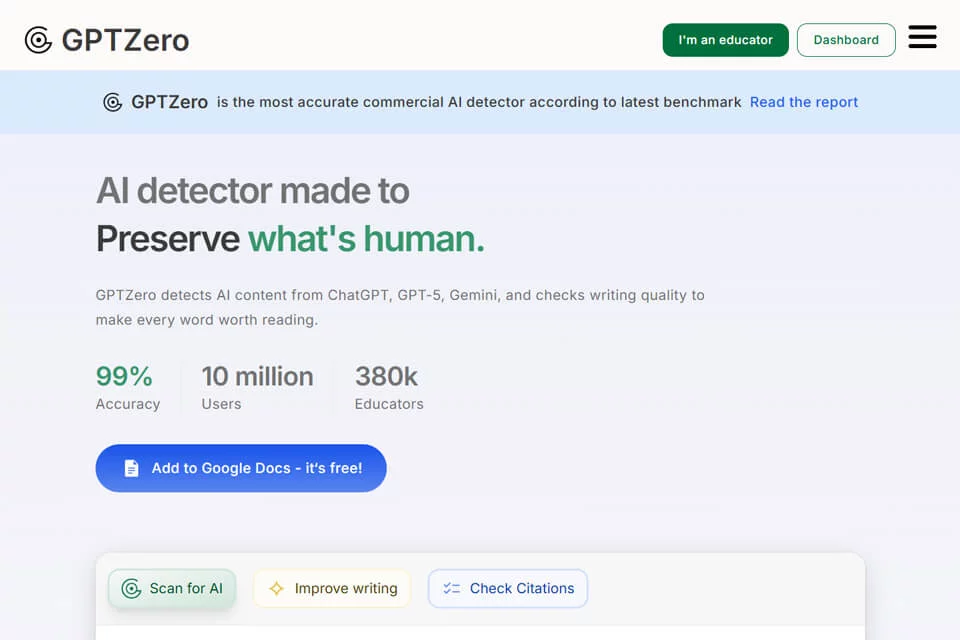 GPTZero
I'm an educator
Dashboard
GPTZero is the most accurate commercial AI detector according to latest benchmark Read the report
AI detector made to
Preserve what's human.
GPTZero detects AI content from ChatGPT, GPT-5, Gemini, and checks writing quality to
make every word worth reading.
99% 10 million 380k
Accuracy Users Educators
Add to Google Docs - it's free!
Scan for AI Improve writing Check Citations